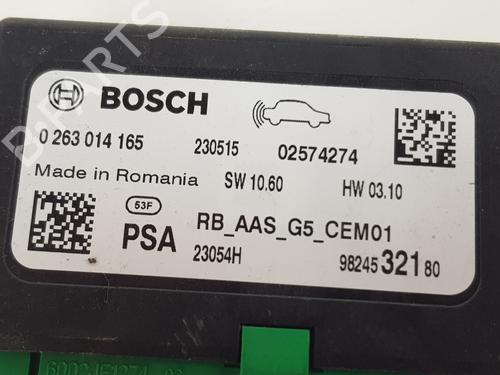 BOSCH
0 263 014 165 230515 02574274
Made in Romania SW 10.60 HW 03.10
53F
PSA RB_AAS_G5_CEM01
23054H 98245 321 80
B-PARTS